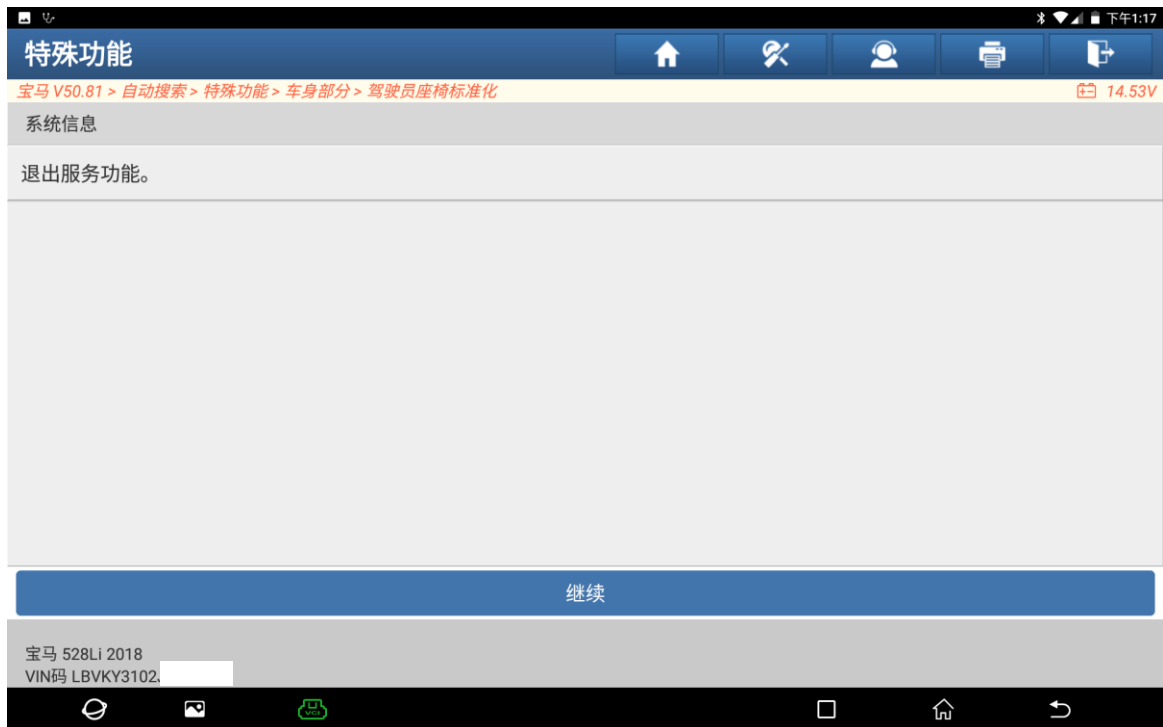 下午1:17
特殊功能
宝马 V50.81 > 自动搜索 > 特殊功能 > 车身部分 > 驾驶员座椅标准化
14.53V
系统信息
退出服务功能。
继续
宝马 528Li 2018
VIN码 LBVKY3102
VCI